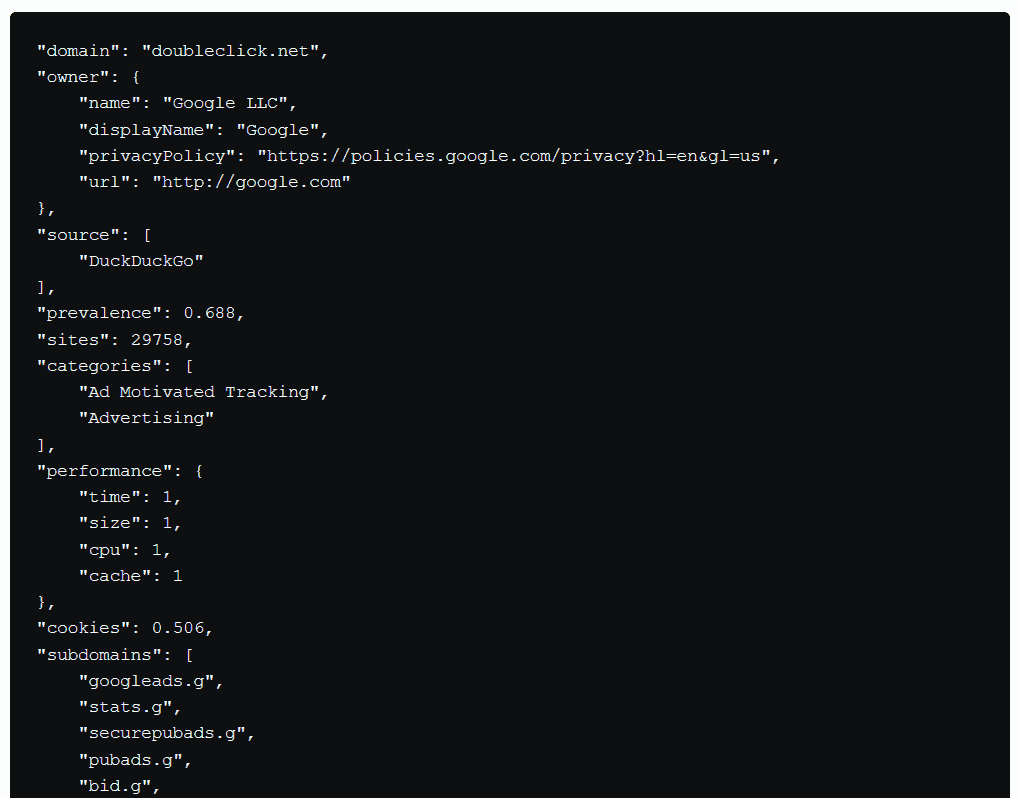 "domain": "doubleclick.net",
"owner": {
"name": "Google LLC",
"displayName": "Google",
"privacyPolicy": "https://policies.google.com/privacy?hl=en&gl=us",
"url": "http://google.com"
},
"source": [
"DuckDuckGo"
],
"prevalence": 0.688,
"sites": 29758,
"categories": [
"Ad Motivated Tracking",
"Advertising"
],
"performance": {
"time": 1,
"size": 1,
"cpu": 1,
"cache": 1
},
"cookies": 0.506,
"subdomains": [
"googleads.g",
"stats.g",
"securepubads.g",
"pubads.g",
"bid.g",